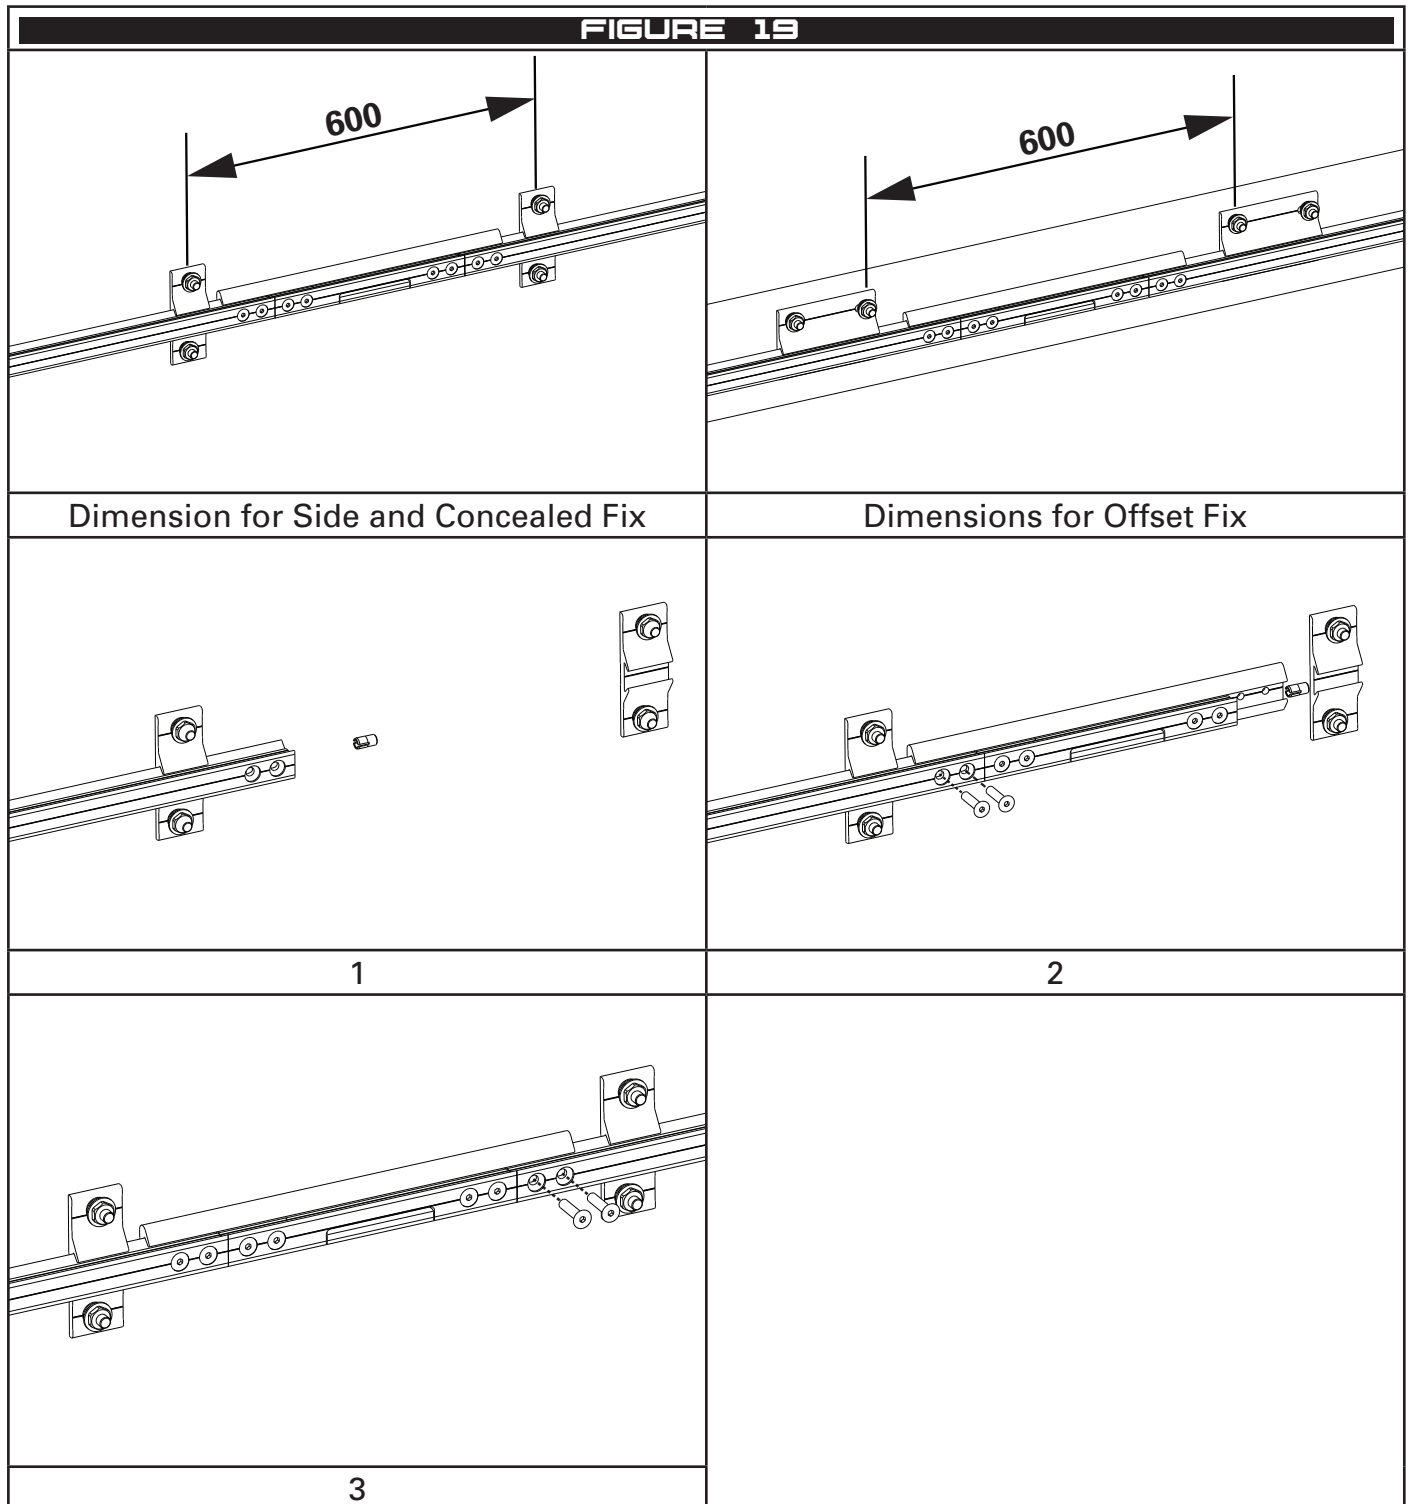 FIGURE 19
600
600
Dimension for Side and Concealed Fix
Dimensions for Offset Fix
1
2
3